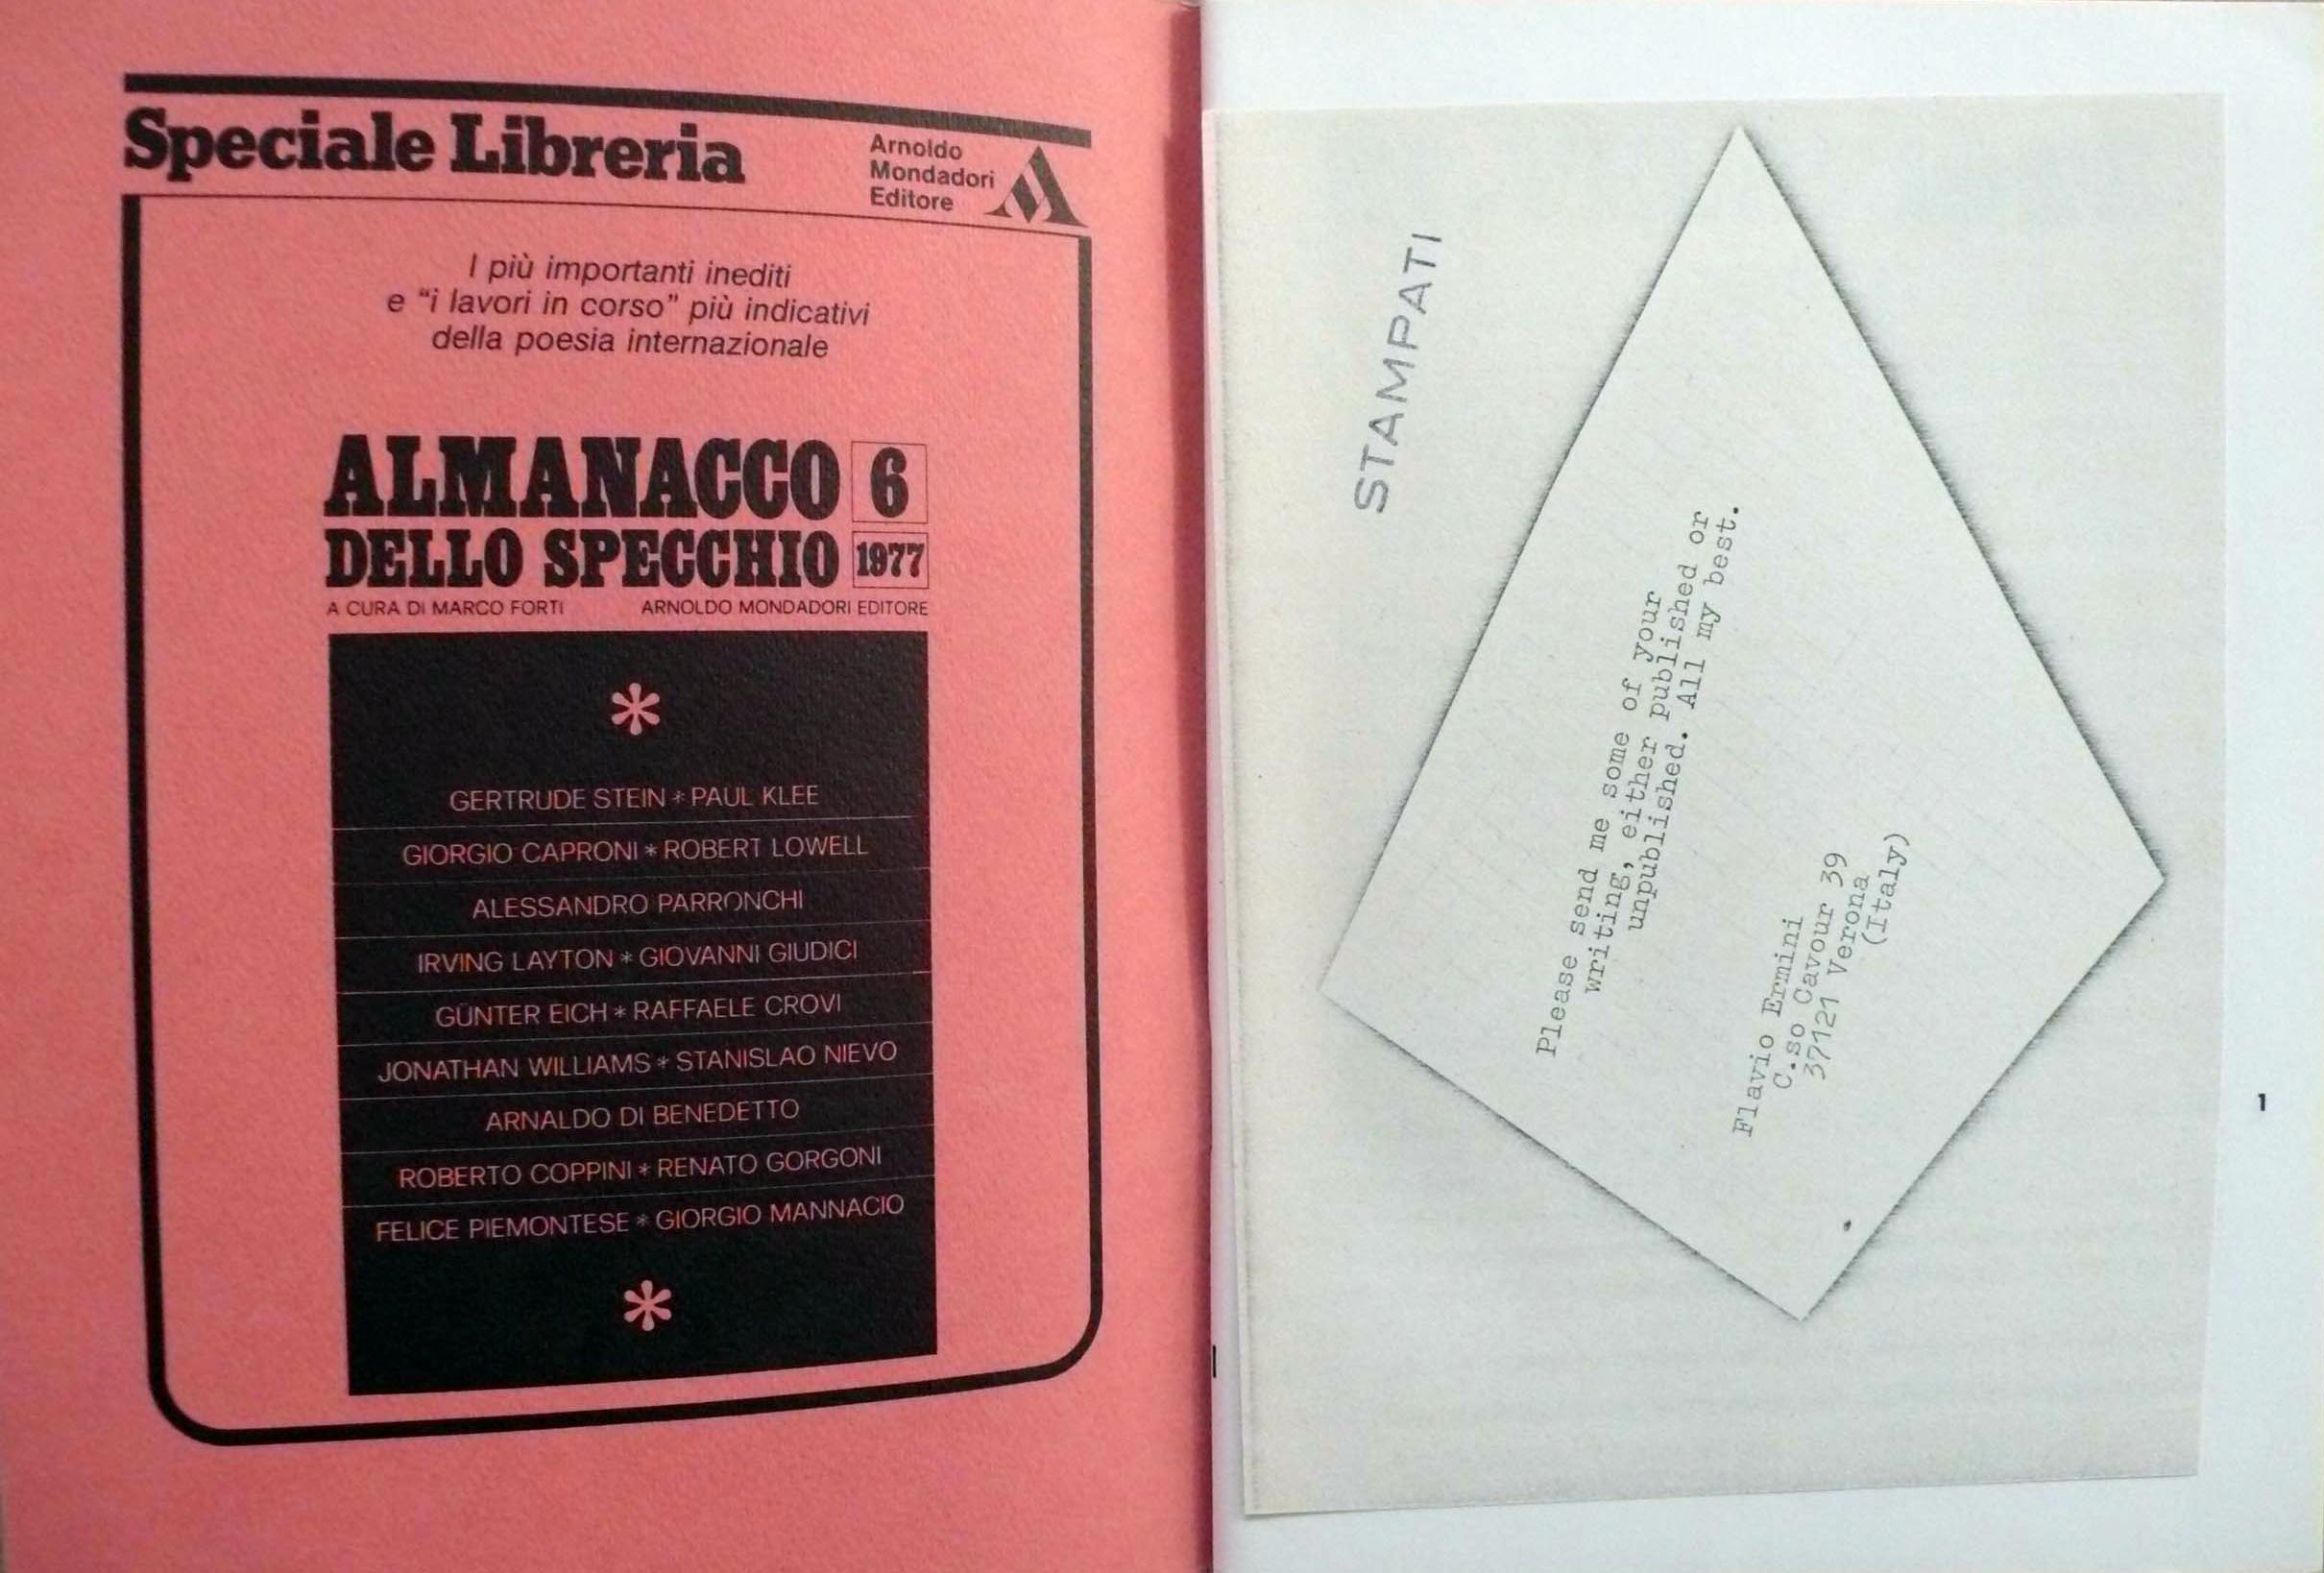 Speciale Libreria
Arnoldo
Mondadori
Editore
I più importanti inediti
e “i lavori in corso” più indicativi
della poesia internazionale
ALMANACCO 6
DELLO SPECCHIO 1977
A CURA DI MARCO FORTI ARNOLDO MONDADORI EDITORE
*
GERTRUDE STEIN * PAUL KLEE
GIORGIO CAPRONI * ROBERT LOWELL
ALESSANDRO PARRONCHI
IRVING LAYTON * GIOVANNI GIUDICI
GÜNTER EICH * RAFFAELE CROVI
JONATHAN WILLIAMS * STANISLAO NIEVO
ARNALDO DI BENEDETTO
ROBERTO COPPINI * RENATO GORGONI
FELICE PIEMONTESE * GIORGIO MANNACIO
*
STAMPATI
Please send me some of your
writing, either published or
unpublished. All my best.
Flavio Ermini
C.so Cavour 39
37121 Verona
(Italy)
1